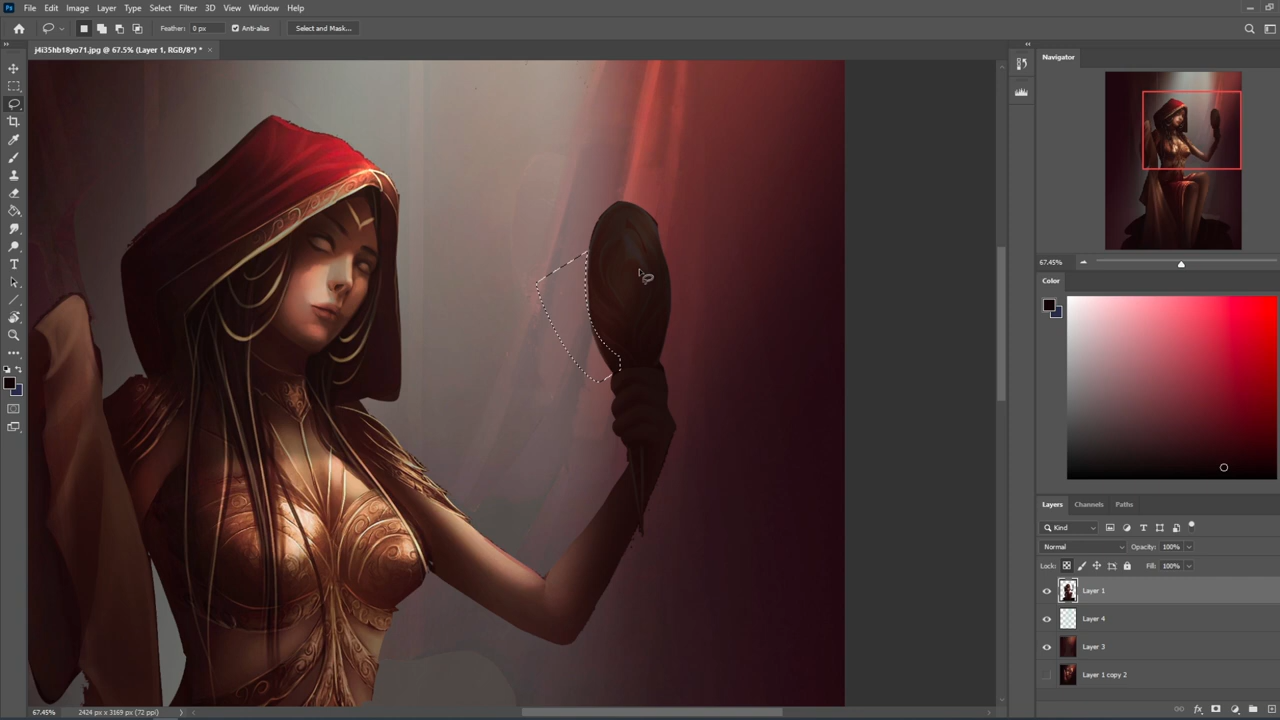 Ps File Edit Image Layer Type Select Filter 3D View Window Help
Feather: 0 px Anti-alias Select and Mask...
j4i35hb18yo71.jpg @ 67.5% (Layer 1, RGB/8*) * ×
Navigator
67.45%
Color
Layers Channels Paths
Kind
Normal Opacity: 100%
Lock: Fill: 100%
Layer 1
Layer 4
Layer 3
Layer 1 copy 2
67.45% 2424 px x 3169 px (72 ppi)